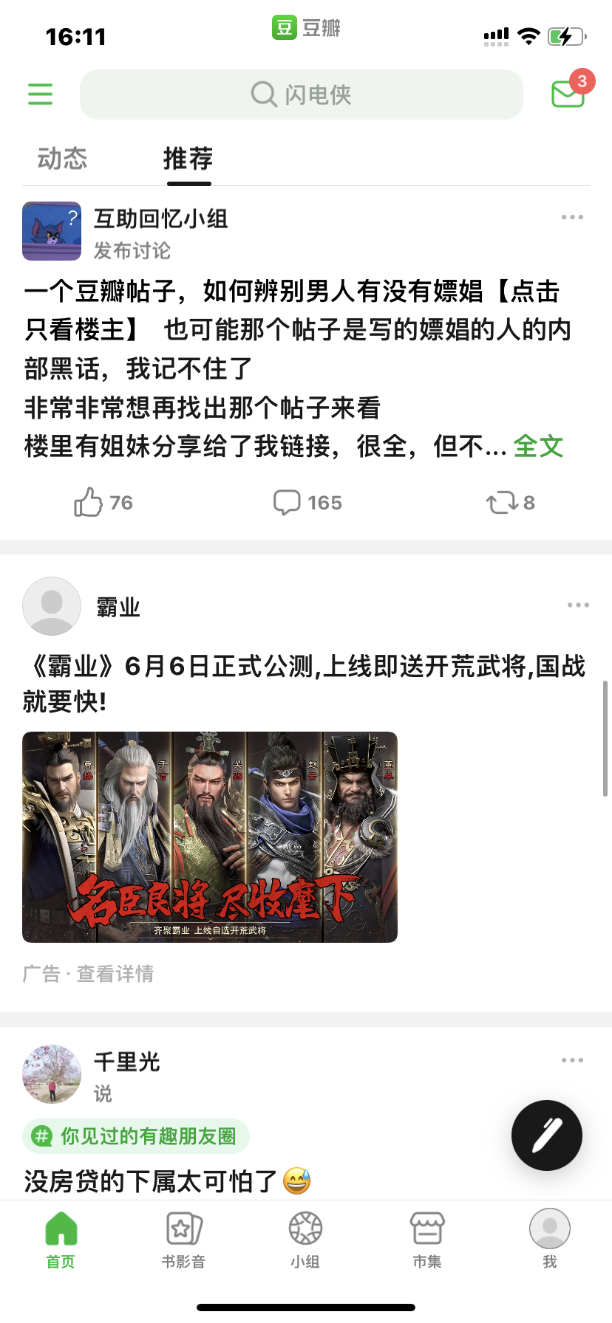 16:11
豆 豆瓣
闪电侠
3
动态
推荐
互助回忆小组
发布讨论
一个豆瓣帖子，如何辨别男人有没有嫖娼【点击
只看楼主】 也可能那个帖子是写的嫖娼的人的内
部黑话，我记不住了
非常非常想再找出那个帖子来看
楼里有姐妹分享给了我链接，很全，但不... 全文
76
165
8
霸业
《霸业》6月6日正式公测,上线即送开荒武将,国战
就要快!
名臣良将 尽收麾下
齐聚霸业 上线自选开荒武将
广告 · 查看详情
千里光
说
# 你见过的有趣朋友圈
没房贷的下属太可怕了😅
首页
书影音
小组
市集
我